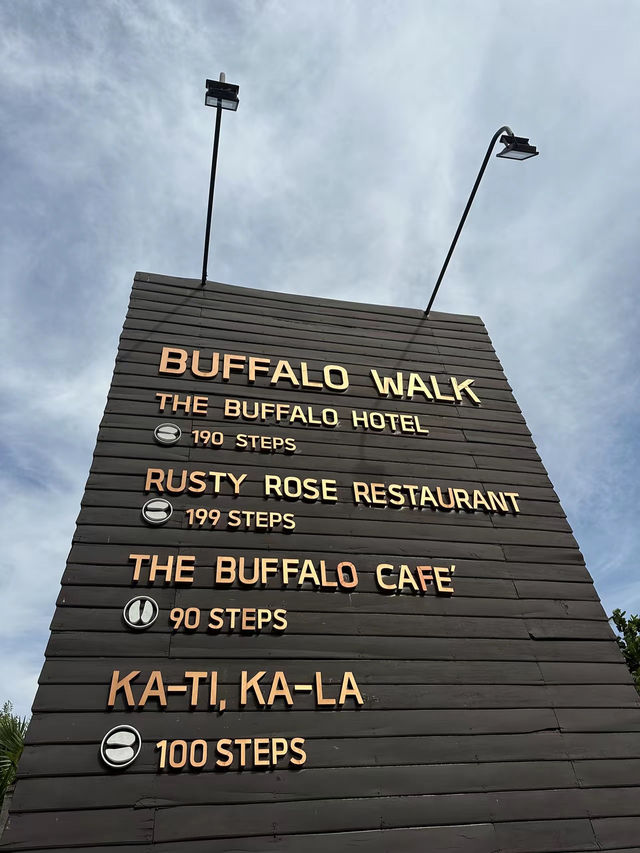 BUFFALO WALK
THE BUFFALO HOTEL
190 STEPS
RUSTY ROSE RESTAURANT
199 STEPS
THE BUFFALO CAFE'
90 STEPS
KA-TI, KA-LA
100 STEPS